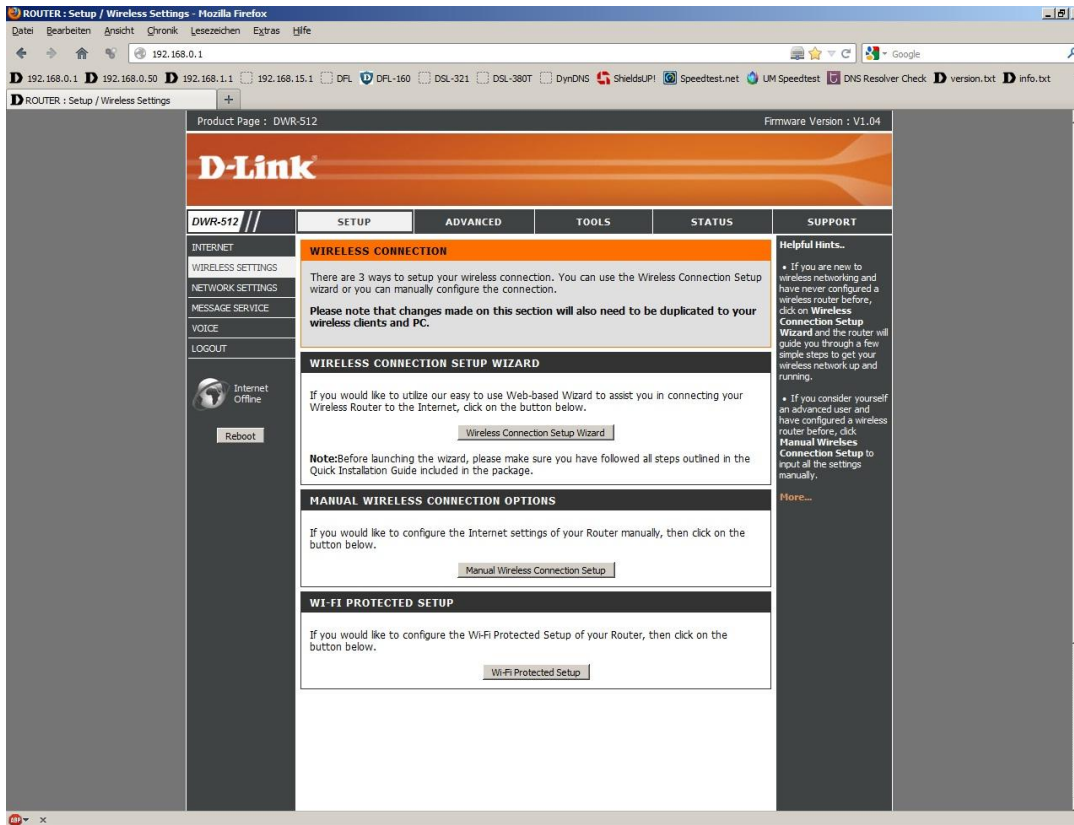 ROUTER : Setup / Wireless Settings - Mozilla Firefox
Datei Bearbeiten Ansicht Chronik Lesezeichen Extras Hilfe
192.168.0.1
Google
192.168.0.1 192.168.0.50 192.168.1.1 192.168.15.1 DFL DFL-160 DSL-321 DSL-380T DynDNS ShieldsUP! Speedtest.net UM Speedtest DNS Resolver Check version.txt info.txt
ROUTER : Setup / Wireless Settings
Product Page : DWR-512
Firmware Version : V1.04
D-Link
DWR-512
SETUP
ADVANCED
TOOLS
STATUS
SUPPORT
INTERNET
WIRELESS SETTINGS
NETWORK SETTINGS
MESSAGE SERVICE
VOICE
LOGOUT
Internet
Offline
Reboot
WIRELESS CONNECTION
There are 3 ways to setup your wireless connection. You can use the Wireless Connection Setup
wizard or you can manually configure the connection.
Please note that changes made on this section will also need to be duplicated to your
wireless clients and PC.
WIRELESS CONNECTION SETUP WIZARD
If you would like to utilize our easy to use Web-based Wizard to assist you in connecting your
Wireless Router to the Internet, click on the button below.
Wireless Connection Setup Wizard
Note:Before launching the wizard, please make sure you have followed all steps outlined in the
Quick Installation Guide included in the package.
MANUAL WIRELESS CONNECTION OPTIONS
If you would like to configure the Internet settings of your Router manually, then click on the
button below.
Manual Wireless Connection Setup
WI-FI PROTECTED SETUP
If you would like to configure the Wi-Fi Protected Setup of your Router, then click on the
button below.
Wi-Fi Protected Setup
Helpful Hints..
• If you are new to
wireless networking and
have never configured a
wireless router before,
click on Wireless
Connection Setup
Wizard and the router will
guide you through a few
simple steps to get your
wireless network up and
running.
• If you consider yourself
an advanced user and
have configured a wireless
router before, click
Manual Wirelses
Connection Setup to
input all the settings
manually.
More...
ABP